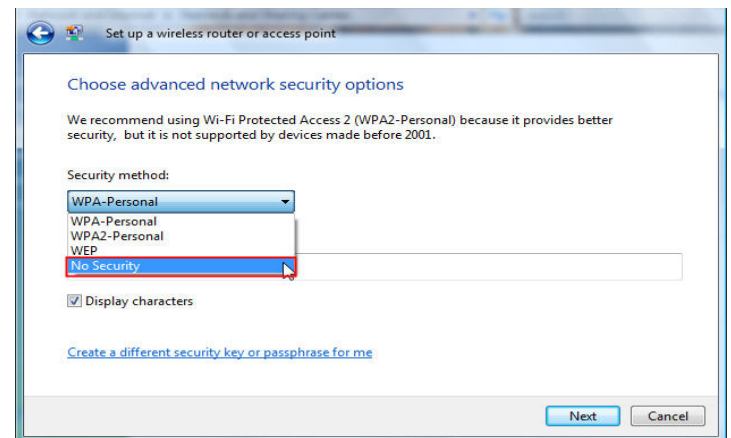 Set up a wireless router or access point
Choose advanced network security options
We recommend using Wi-Fi Protected Access 2 (WPA2-Personal) because it provides better
security, but it is not supported by devices made before 2001.
Security method:
WPA-Personal
WPA-Personal
WPA2-Personal
WEP
No Security
Display characters
Create a different security key or passphrase for me
Next
Cancel